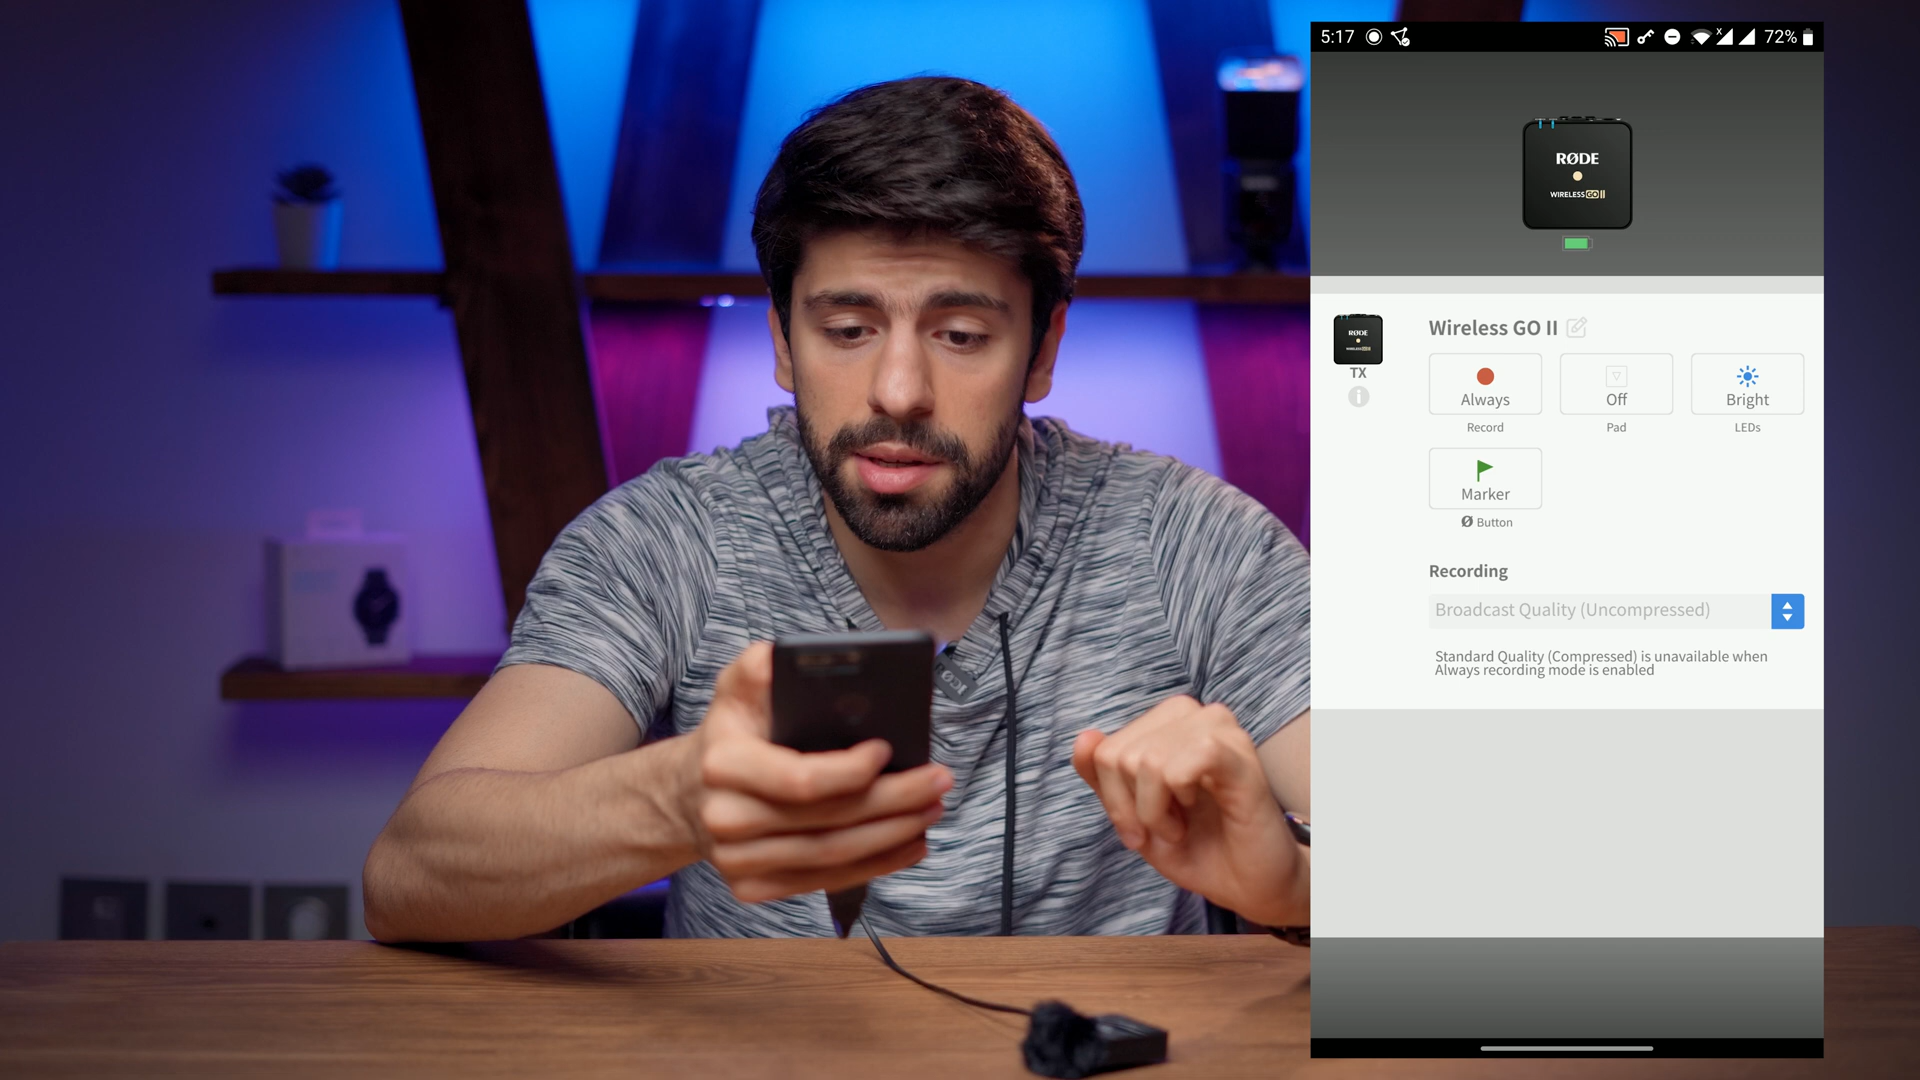 5:17
x
72%
RØDE
WIRELESS GO II
RØDE
TX
Wireless GO II
Always
Off
Bright
Record
Pad
LEDs
Marker
Ø Button
Recording
Broadcast Quality (Uncompressed)
Standard Quality (Compressed) is unavailable when
Always recording mode is enabled